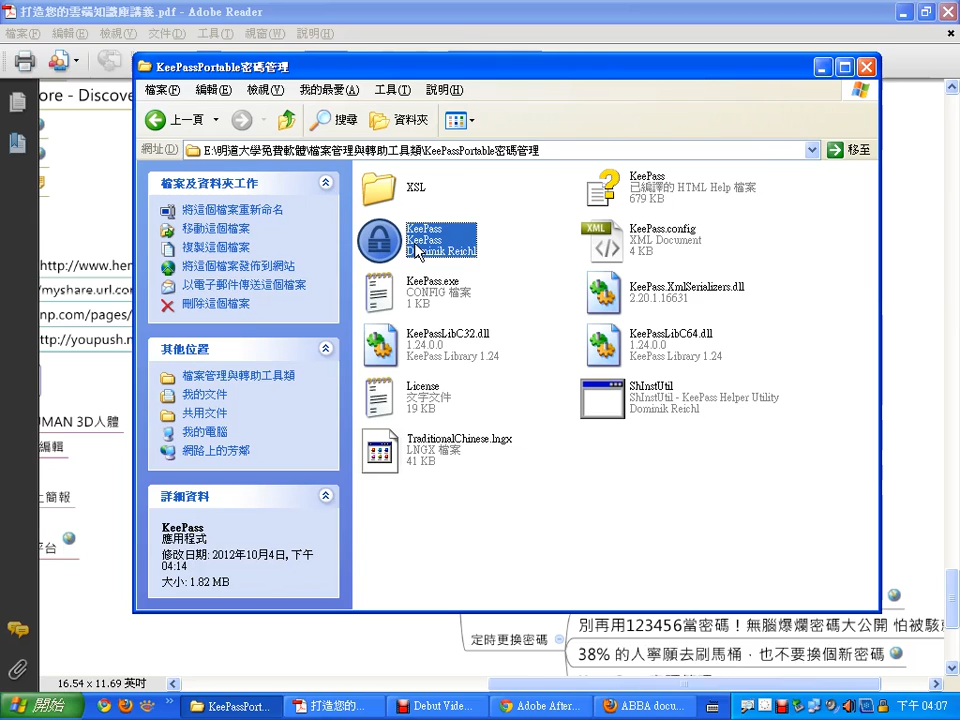 打造您的雲端知識庫講義.pdf - Adobe Reader
檔案(F) 編輯(E) 檢視(V) 文件(D) 工具(T) 視窗(W) 說明(H)
ore - Discove
http://www.her
/myshare.url.cor
np.com/pages/
http://youpush.n
UMAN 3D人體
編輯
上簡報
平台
KeePassPortable密碼管理
檔案(F) 編輯(E) 檢視(V) 我的最愛(A) 工具(T) 說明(H)
上一頁 搜尋 資料夾
網址(D) E:\明道大學免費軟體\檔案管理與轉助工具類\KeePassPortable密碼管理 移至
檔案及資料夾工作
將這個檔案重新命名
移動這個檔案
複製這個檔案
將這個檔案發佈到網站
以電子郵件傳送這個檔案
刪除這個檔案
其他位置
檔案管理與轉助工具類
我的文件
共用文件
我的電腦
網路上的芳鄰
詳細資料
KeePass
應用程式
修改日期: 2012年10月4日, 下午
04:14
大小: 1.82 MB
XSL
KeePass
已編譯的 HTML Help 檔案
679 KB
KeePass
KeePass
Dominik Reichl
KeePass.config
XML Document
4 KB
KeePass.exe
CONFIG 檔案
1 KB
KeePass.XmlSerializers.dll
2.20.1.16631
KeePassLibC32.dll
1.24.0.0
KeePass Library 1.24
KeePassLibC64.dll
1.24.0.0
KeePass Library 1.24
License
文字文件
19 KB
ShInstUtil
ShInstUtil - KeePass Helper Utility
Dominik Reichl
TraditionalChinese.lngx
LNGX 檔案
41 KB
定時更換密碼
別再用123456當密碼！無腦爆爛密碼大公開 怕被駭
38% 的人寧願去刷馬桶，也不要換個新密碼
16.54 x 11.69 英吋
開始 KeePassPort... 打造您的... Debut Vide... Adobe After... ABBA docu... 下午 04:07